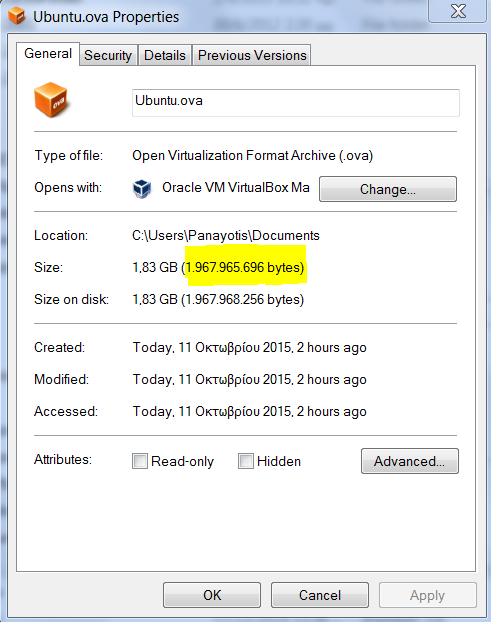 Ubuntu.ova Properties
General Security Details Previous Versions
OVA
Ubuntu.ova
Type of file: Open Virtualization Format Archive (.ova)
Opens with: Oracle VM VirtualBox Ma Change...
Location: C:\Users\Panayotis\Documents
Size: 1,83 GB (1.967.965.696 bytes)
Size on disk: 1,83 GB (1.967.968.256 bytes)
Created: Today, 11 Οκτωβρίου 2015, 2 hours ago
Modified: Today, 11 Οκτωβρίου 2015, 2 hours ago
Accessed: Today, 11 Οκτωβρίου 2015, 2 hours ago
Attributes: Read-only Hidden Advanced...
OK Cancel Apply